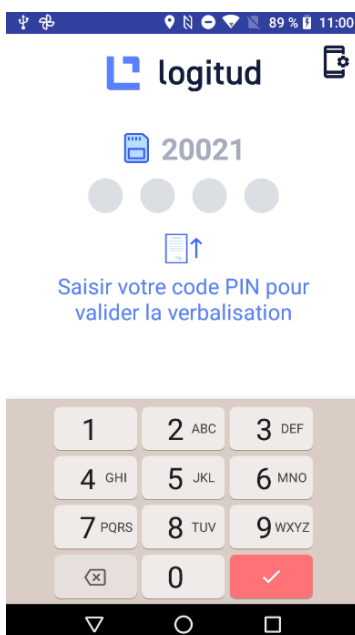 89 % 11:00
logitud
20021
Saisir votre code PIN pour
valider la verbalisation
1 2 ABC 3 DEF
4 GHI 5 JKL 6 MNO
7 PQRS 8 TUV 9 WXYZ
0